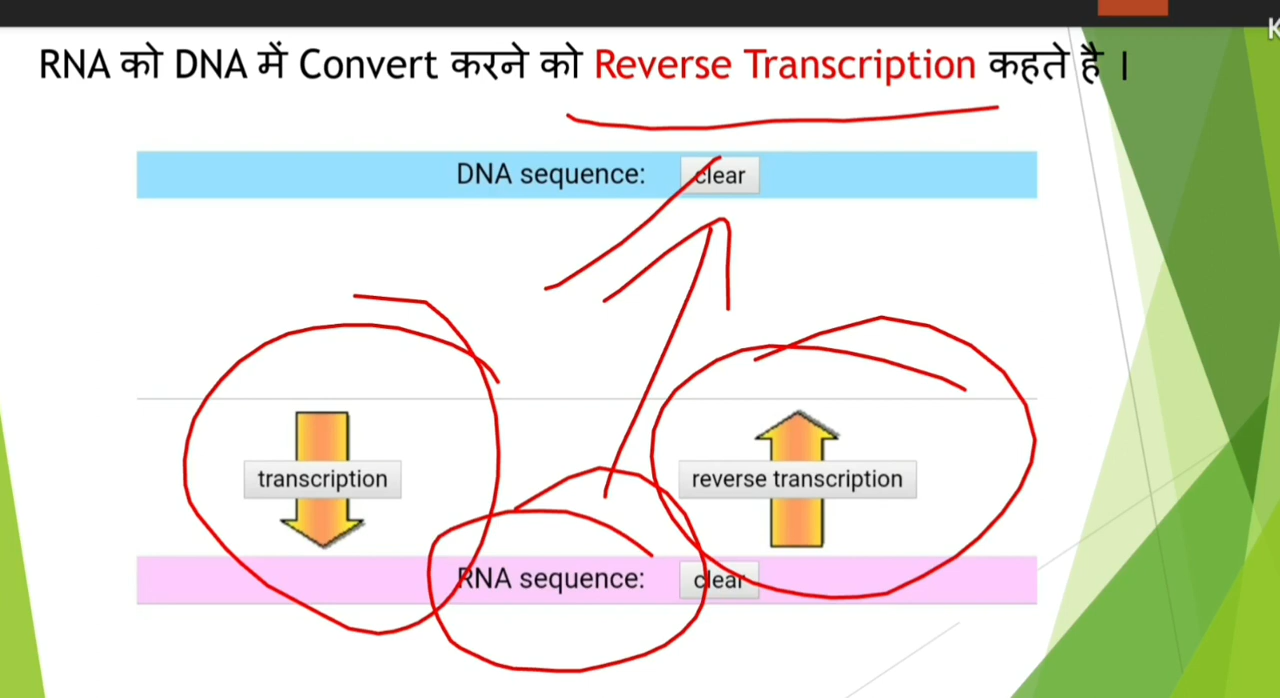 RNA को DNA में Convert करने को Reverse Transcription कहते है ।
DNA sequence: clear
transcription
reverse transcription
RNA sequence: clear